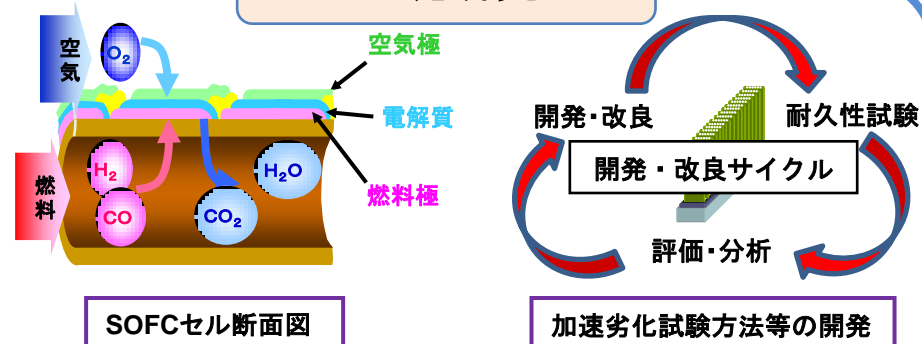 空気
O2
空気極
電解質
燃料極
燃料
H2
CO
CO2
H2O
SOFCセル断面図
開発・改良
耐久性試験
開発・改良サイクル
評価・分析
加速劣化試験方法等の開発